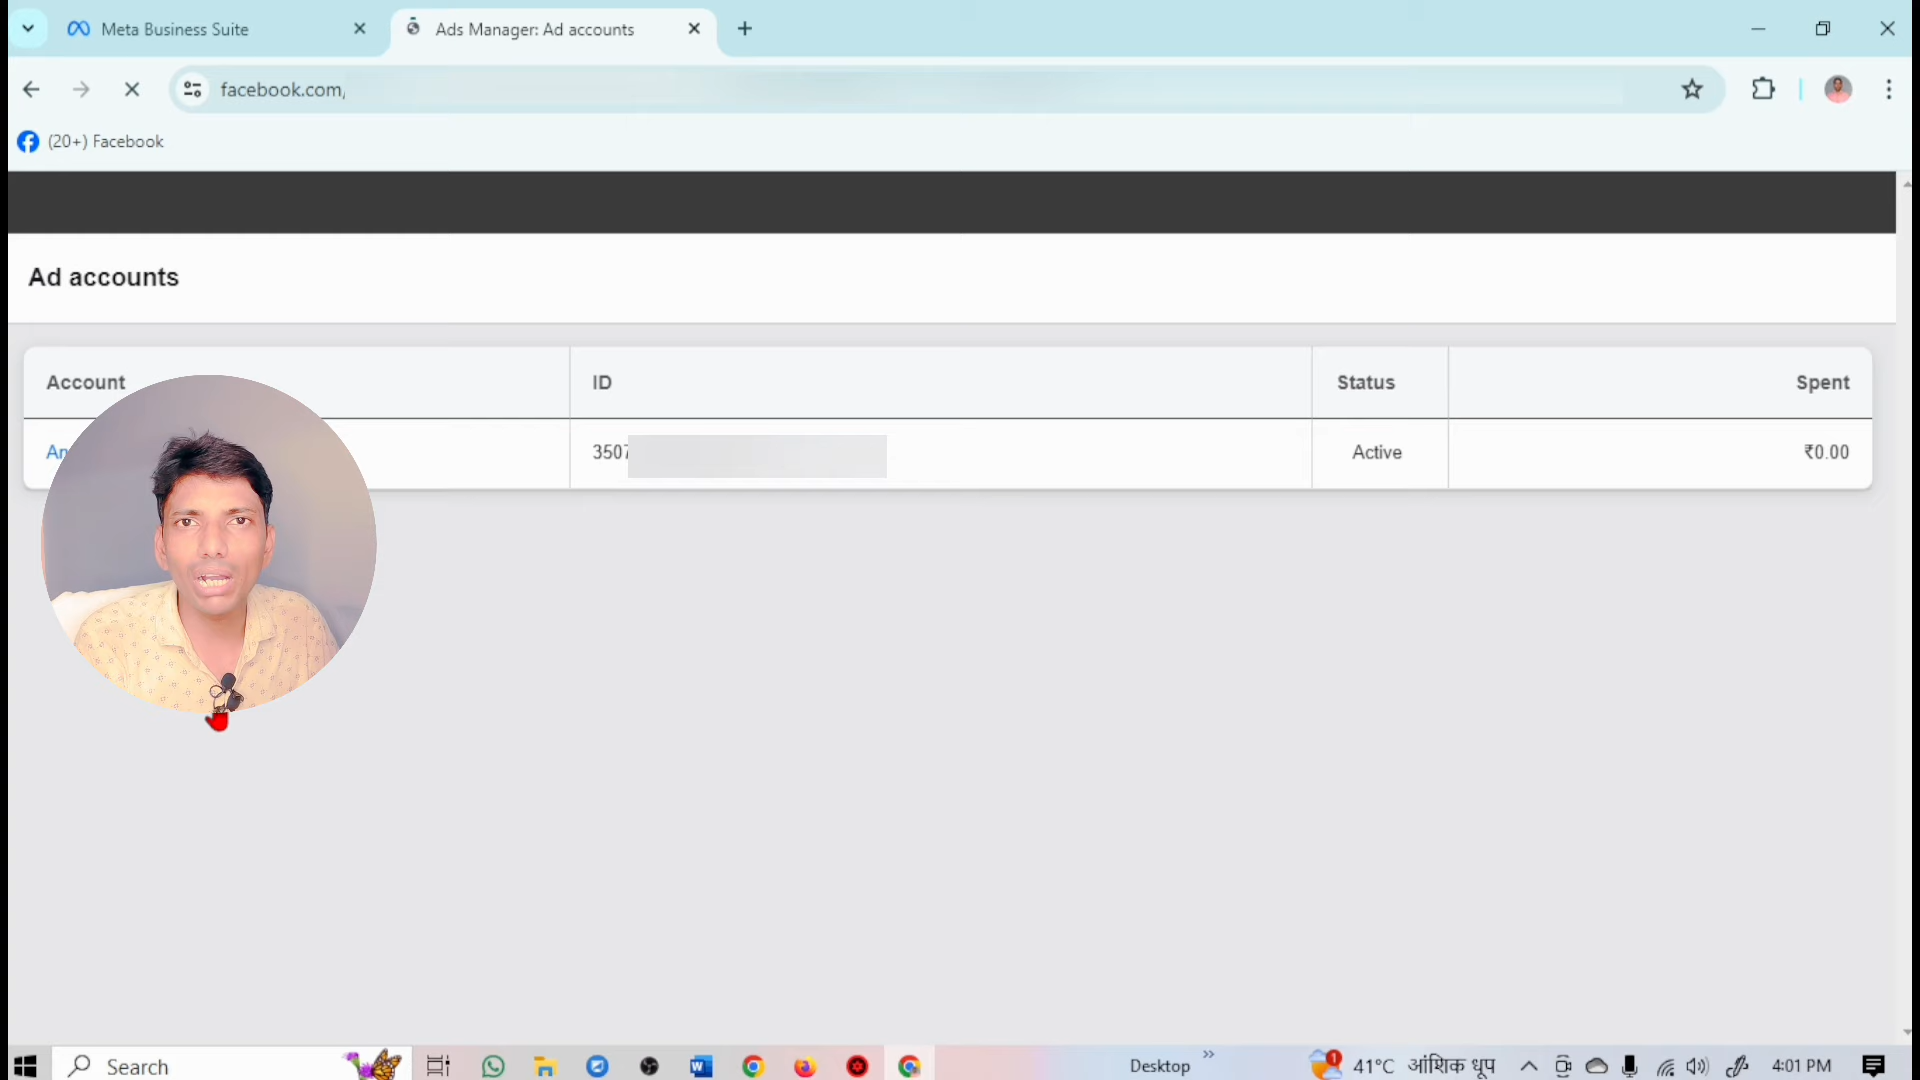 Meta Business Suite
Ads Manager: Ad accounts
facebook.com,
(20+) Facebook
Ad accounts
Account ID Status Spent
An 3507 Active ₹0.00
Search
Desktop
1
41°C आंशिक धूप
4:01 PM